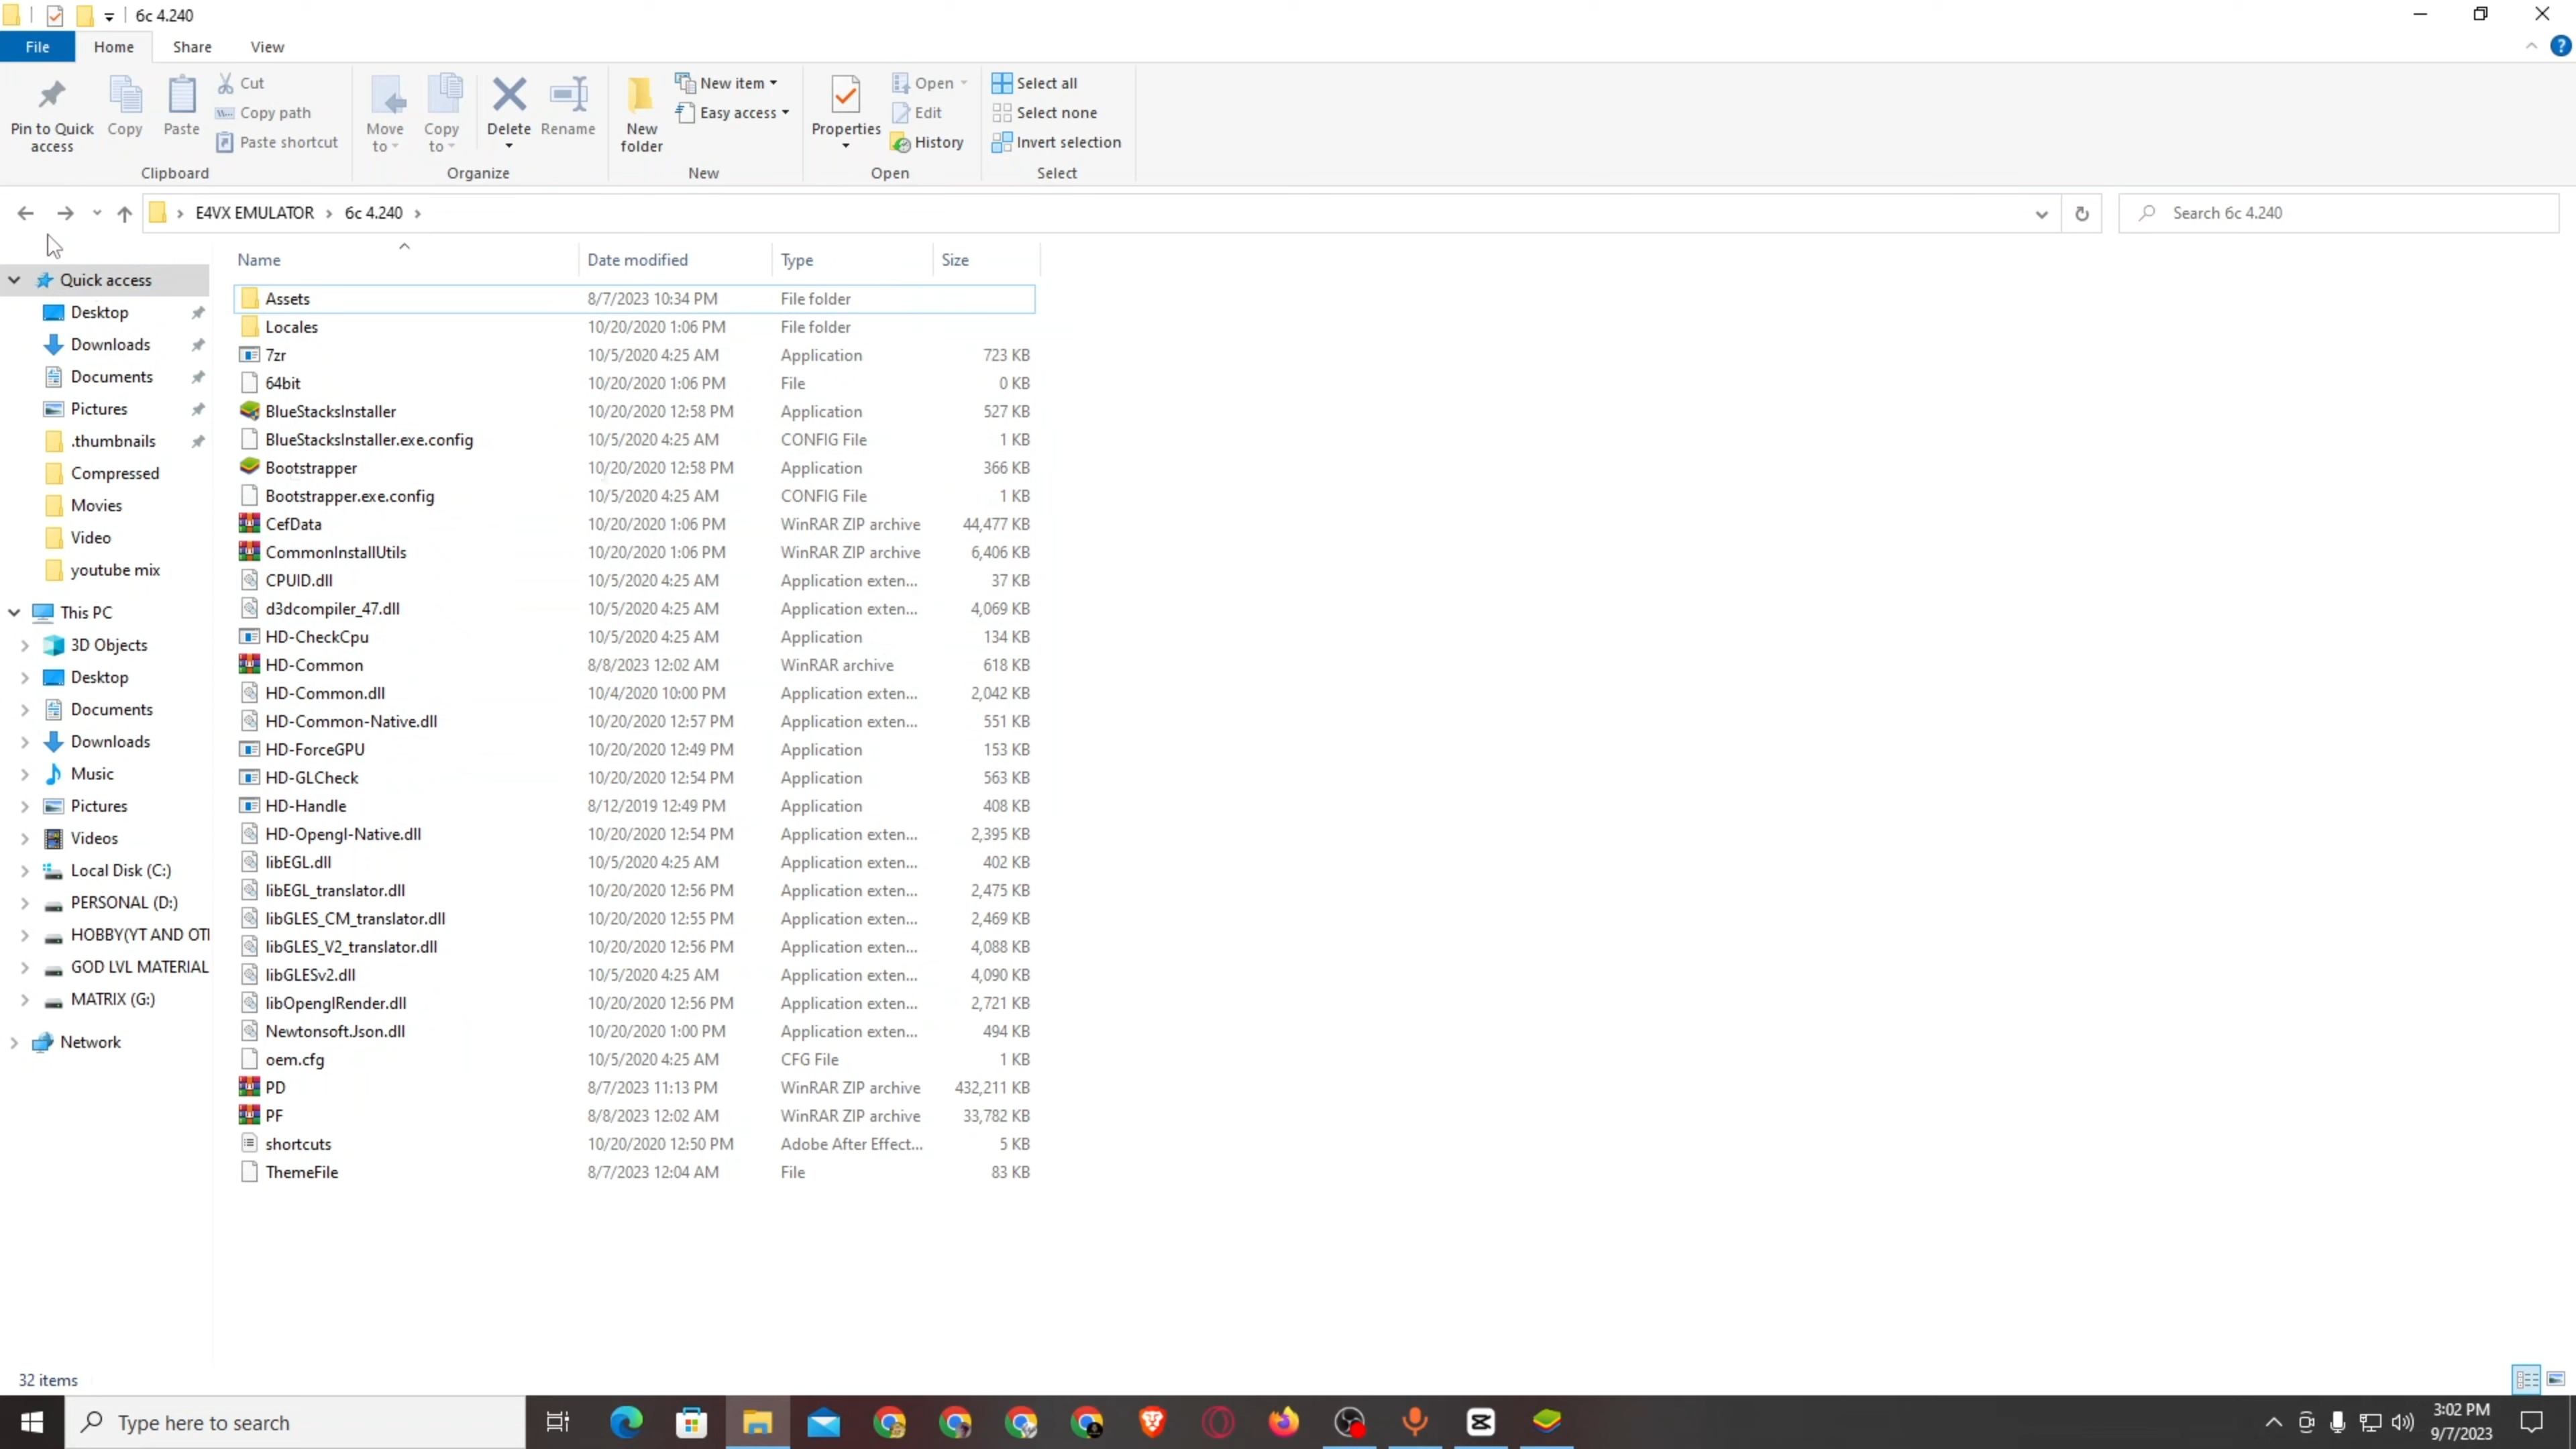 6c 4.240
File Home Share View
Pin to Quick access
Copy
Paste
Cut
Copy path
Paste shortcut
Clipboard
Move to
Copy to
Delete
Rename
Organize
New folder
New item
Easy access
New
Properties
Open
Edit
History
Open
Select all
Select none
Invert selection
Select
E4VX EMULATOR › 6c 4.240 ›
Search 6c 4.240
Quick access
Desktop
Downloads
Documents
Pictures
.thumbnails
Compressed
Movies
Video
youtube mix
This PC
3D Objects
Desktop
Documents
Downloads
Music
Pictures
Videos
Local Disk (C:)
PERSONAL (D:)
HOBBY(YT AND OTI
GOD LVL MATERIAL
MATRIX (G:)
Network
Name Date modified Type Size
Assets 8/7/2023 10:34 PM File folder
Locales 10/20/2020 1:06 PM File folder
7zr 10/5/2020 4:25 AM Application 723 KB
64bit 10/20/2020 1:06 PM File 0 KB
BlueStacksInstaller 10/20/2020 12:58 PM Application 527 KB
BlueStacksInstaller.exe.config 10/5/2020 4:25 AM CONFIG File 1 KB
Bootstrapper 10/20/2020 12:58 PM Application 366 KB
Bootstrapper.exe.config 10/5/2020 4:25 AM CONFIG File 1 KB
CefData 10/20/2020 1:06 PM WinRAR ZIP archive 44,477 KB
CommonInstallUtils 10/20/2020 1:06 PM WinRAR ZIP archive 6,406 KB
CPUID.dll 10/5/2020 4:25 AM Application exten... 37 KB
d3dcompiler_47.dll 10/5/2020 4:25 AM Application exten... 4,069 KB
HD-CheckCpu 10/5/2020 4:25 AM Application 134 KB
HD-Common 8/8/2023 12:02 AM WinRAR archive 618 KB
HD-Common.dll 10/4/2020 10:00 PM Application exten... 2,042 KB
HD-Common-Native.dll 10/20/2020 12:57 PM Application exten... 551 KB
HD-ForceGPU 10/20/2020 12:49 PM Application 153 KB
HD-GLCheck 10/20/2020 12:54 PM Application 563 KB
HD-Handle 8/12/2019 12:49 PM Application 408 KB
HD-Opengl-Native.dll 10/20/2020 12:54 PM Application exten... 2,395 KB
libEGL.dll 10/5/2020 4:25 AM Application exten... 402 KB
libEGL_translator.dll 10/20/2020 12:56 PM Application exten... 2,475 KB
libGLES_CM_translator.dll 10/20/2020 12:55 PM Application exten... 2,469 KB
libGLES_V2_translator.dll 10/20/2020 12:56 PM Application exten... 4,088 KB
libGLESv2.dll 10/5/2020 4:25 AM Application exten... 4,090 KB
libOpenglRender.dll 10/20/2020 12:56 PM Application exten... 2,721 KB
Newtonsoft.Json.dll 10/20/2020 1:00 PM Application exten... 494 KB
oem.cfg 10/5/2020 4:25 AM CFG File 1 KB
PD 8/7/2023 11:13 PM WinRAR ZIP archive 432,211 KB
PF 8/8/2023 12:02 AM WinRAR ZIP archive 33,782 KB
shortcuts 10/20/2020 12:50 PM Adobe After Effect... 5 KB
ThemeFile 8/7/2023 12:04 AM File 83 KB
32 items
Type here to search
3:02 PM
9/7/2023